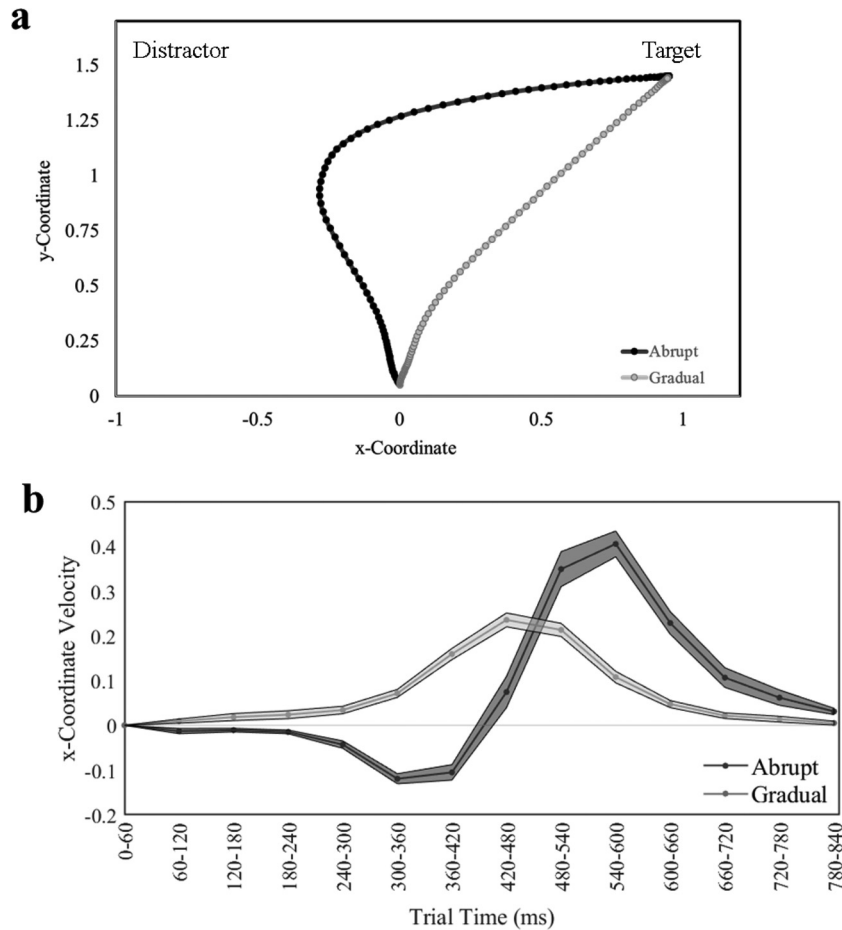 a
Distractor
Target
1.5
1.25
1
0.75
0.5
0.25
0
y-Coordinate
Abrupt
Gradual
-1
-0.5
0
0.5
1
x-Coordinate
b
0.5
0.4
0.3
0.2
0.1
0
-0.1
-0.2
x-Coordinate Velocity
Abrupt
Gradual
0-60
60-120
120-180
180-240
240-300
300-360
360-420
420-480
480-540
540-600
600-660
660-720
720-780
780-840
Trial Time (ms)